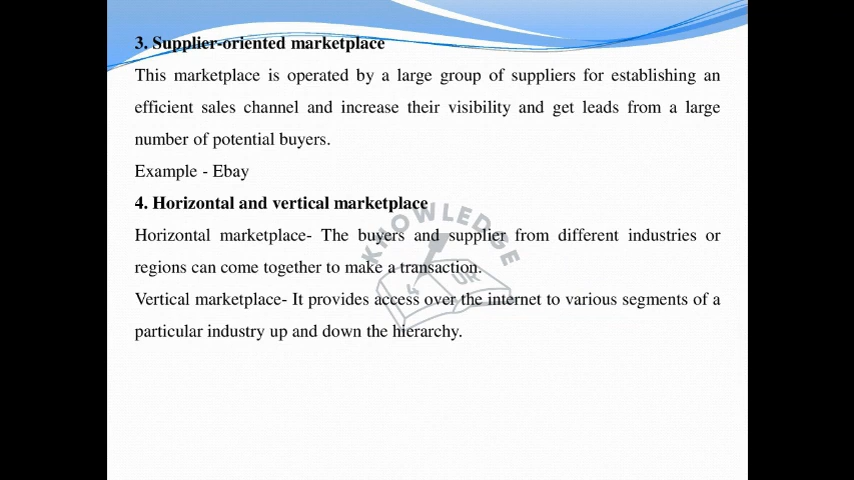 3. Supplier-oriented marketplace
This marketplace is operated by a large group of suppliers for establishing an
efficient sales channel and increase their visibility and get leads from a large
number of potential buyers.
Example - Ebay
4. Horizontal and vertical marketplace
KNOWLEDGE
Horizontal marketplace- The buyers and supplier from different industries or
regions can come together to make a transaction.
Vertical marketplace- It provides access over the internet to various segments of a
particular industry up and down the hierarchy.